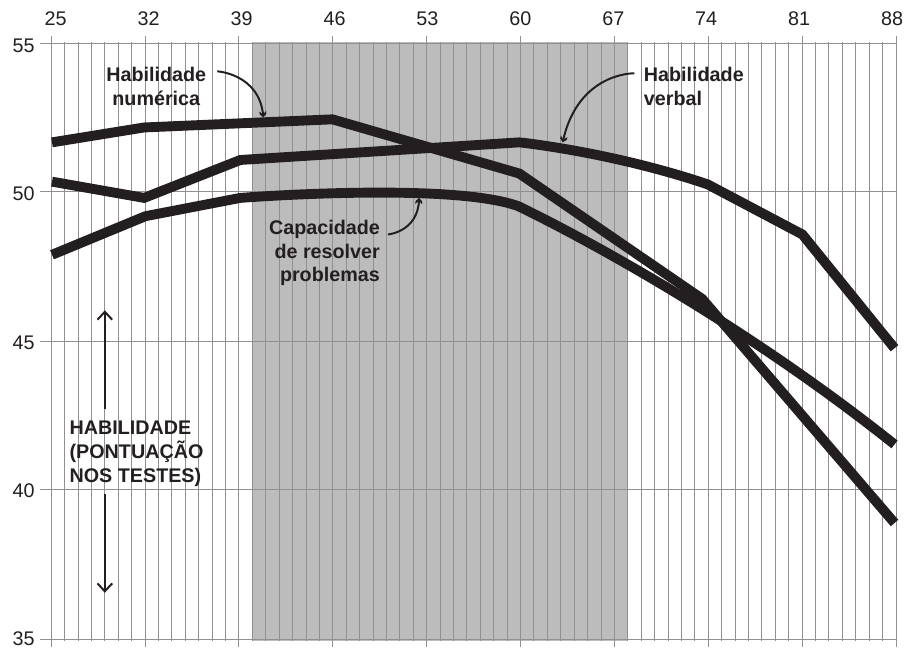 25 32 39 46 53 60 67 74 81 88
55
Habilidade
numérica
Habilidade
verbal
50
Capacidade
de resolver
problemas
45
HABILIDADE
(PONTUAÇÃO
NOS TESTES)
40
35